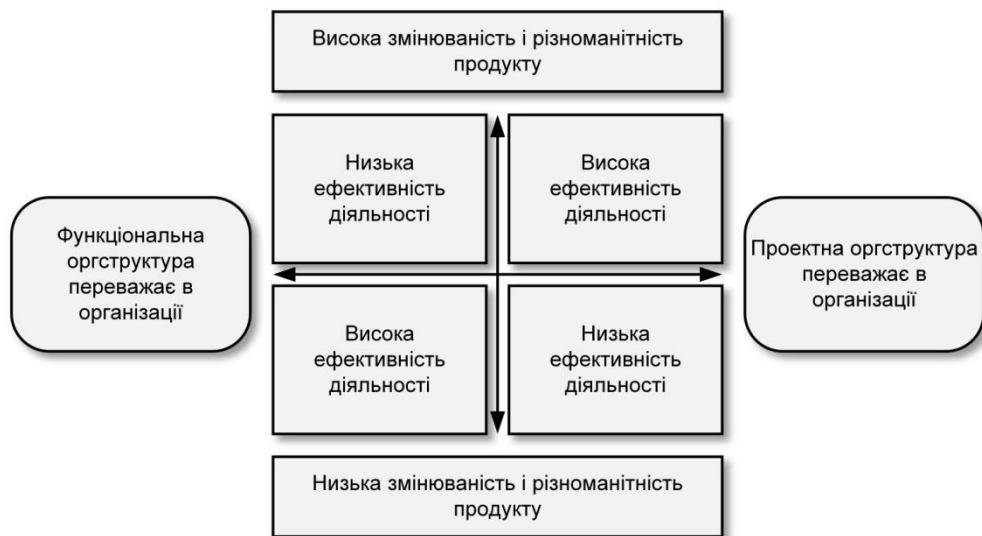 Висока змінюваність і різноманітність
продукту
Низька
ефективність
діяльності
Висока
ефективність
діяльності
Функціональна
оргструктура
переважає в
організації
Проектна оргструктура
переважає в
організації
Висока
ефективність
діяльності
Низька
ефективність
діяльності
Низька змінюваність і різноманітність
продукту